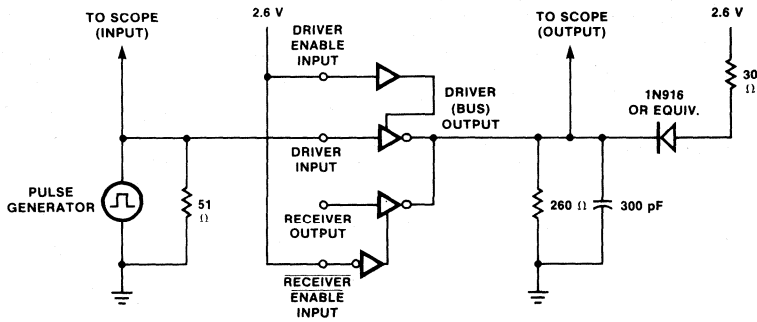 TO SCOPE
(INPUT)
2.6 V
DRIVER
ENABLE
INPUT
DRIVER
(BUS)
OUTPUT
TO SCOPE
(OUTPUT)
2.6 V
30
Ω
1N916
OR EQUIV.
DRIVER
INPUT
PULSE
GENERATOR
51
Ω
RECEIVER
OUTPUT
260 Ω
300 pF
RECEIVER
ENABLE
INPUT